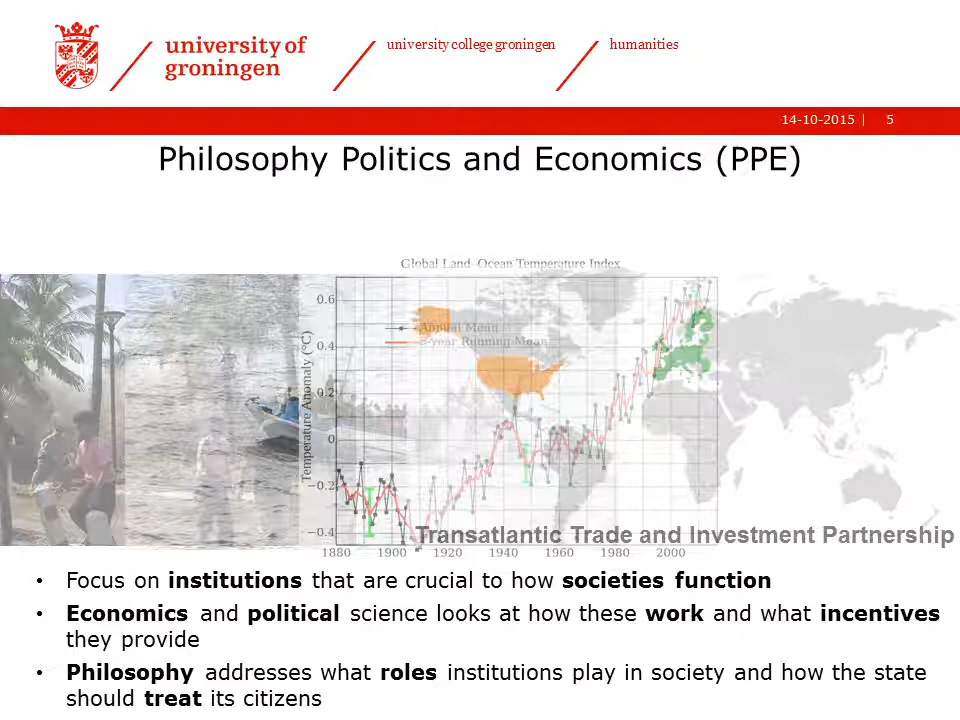 university of
groningen
university college groningen
humanities
14-10-2015 |
5
Philosophy Politics and Economics (PPE)
Global Land–Ocean Temperature Index
0.6
0.4
0.2
0
−0.2
−0.4
Temperature Anomaly (°C)
Annual Mean
5-year Running Mean
1880 1900 1920 1940 1960 1980 2000
Transatlantic Trade and Investment Partnership
• Focus on institutions that are crucial to how societies function
• Economics and political science looks at how these work and what incentives
they provide
• Philosophy addresses what roles institutions play in society and how the state
should treat its citizens